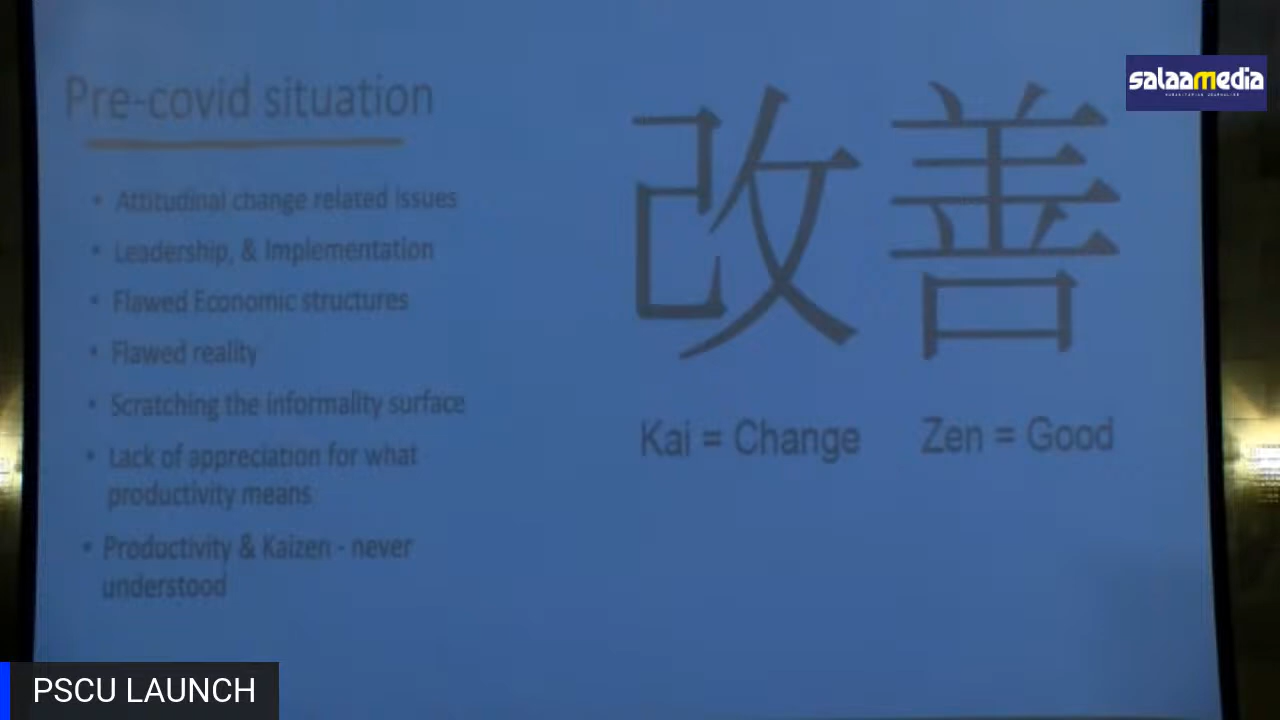 Pre-covid situation
• Attitudinal change related issues
• Leadership, & Implementation
• Flawed Economic structures
• Flawed reality
• Scratching the informality surface
• Lack of appreciation for what
productivity means
• Productivity & Kaizen - never
understood
改善
Kai = Change Zen = Good
salaamedia
PSCU LAUNCH